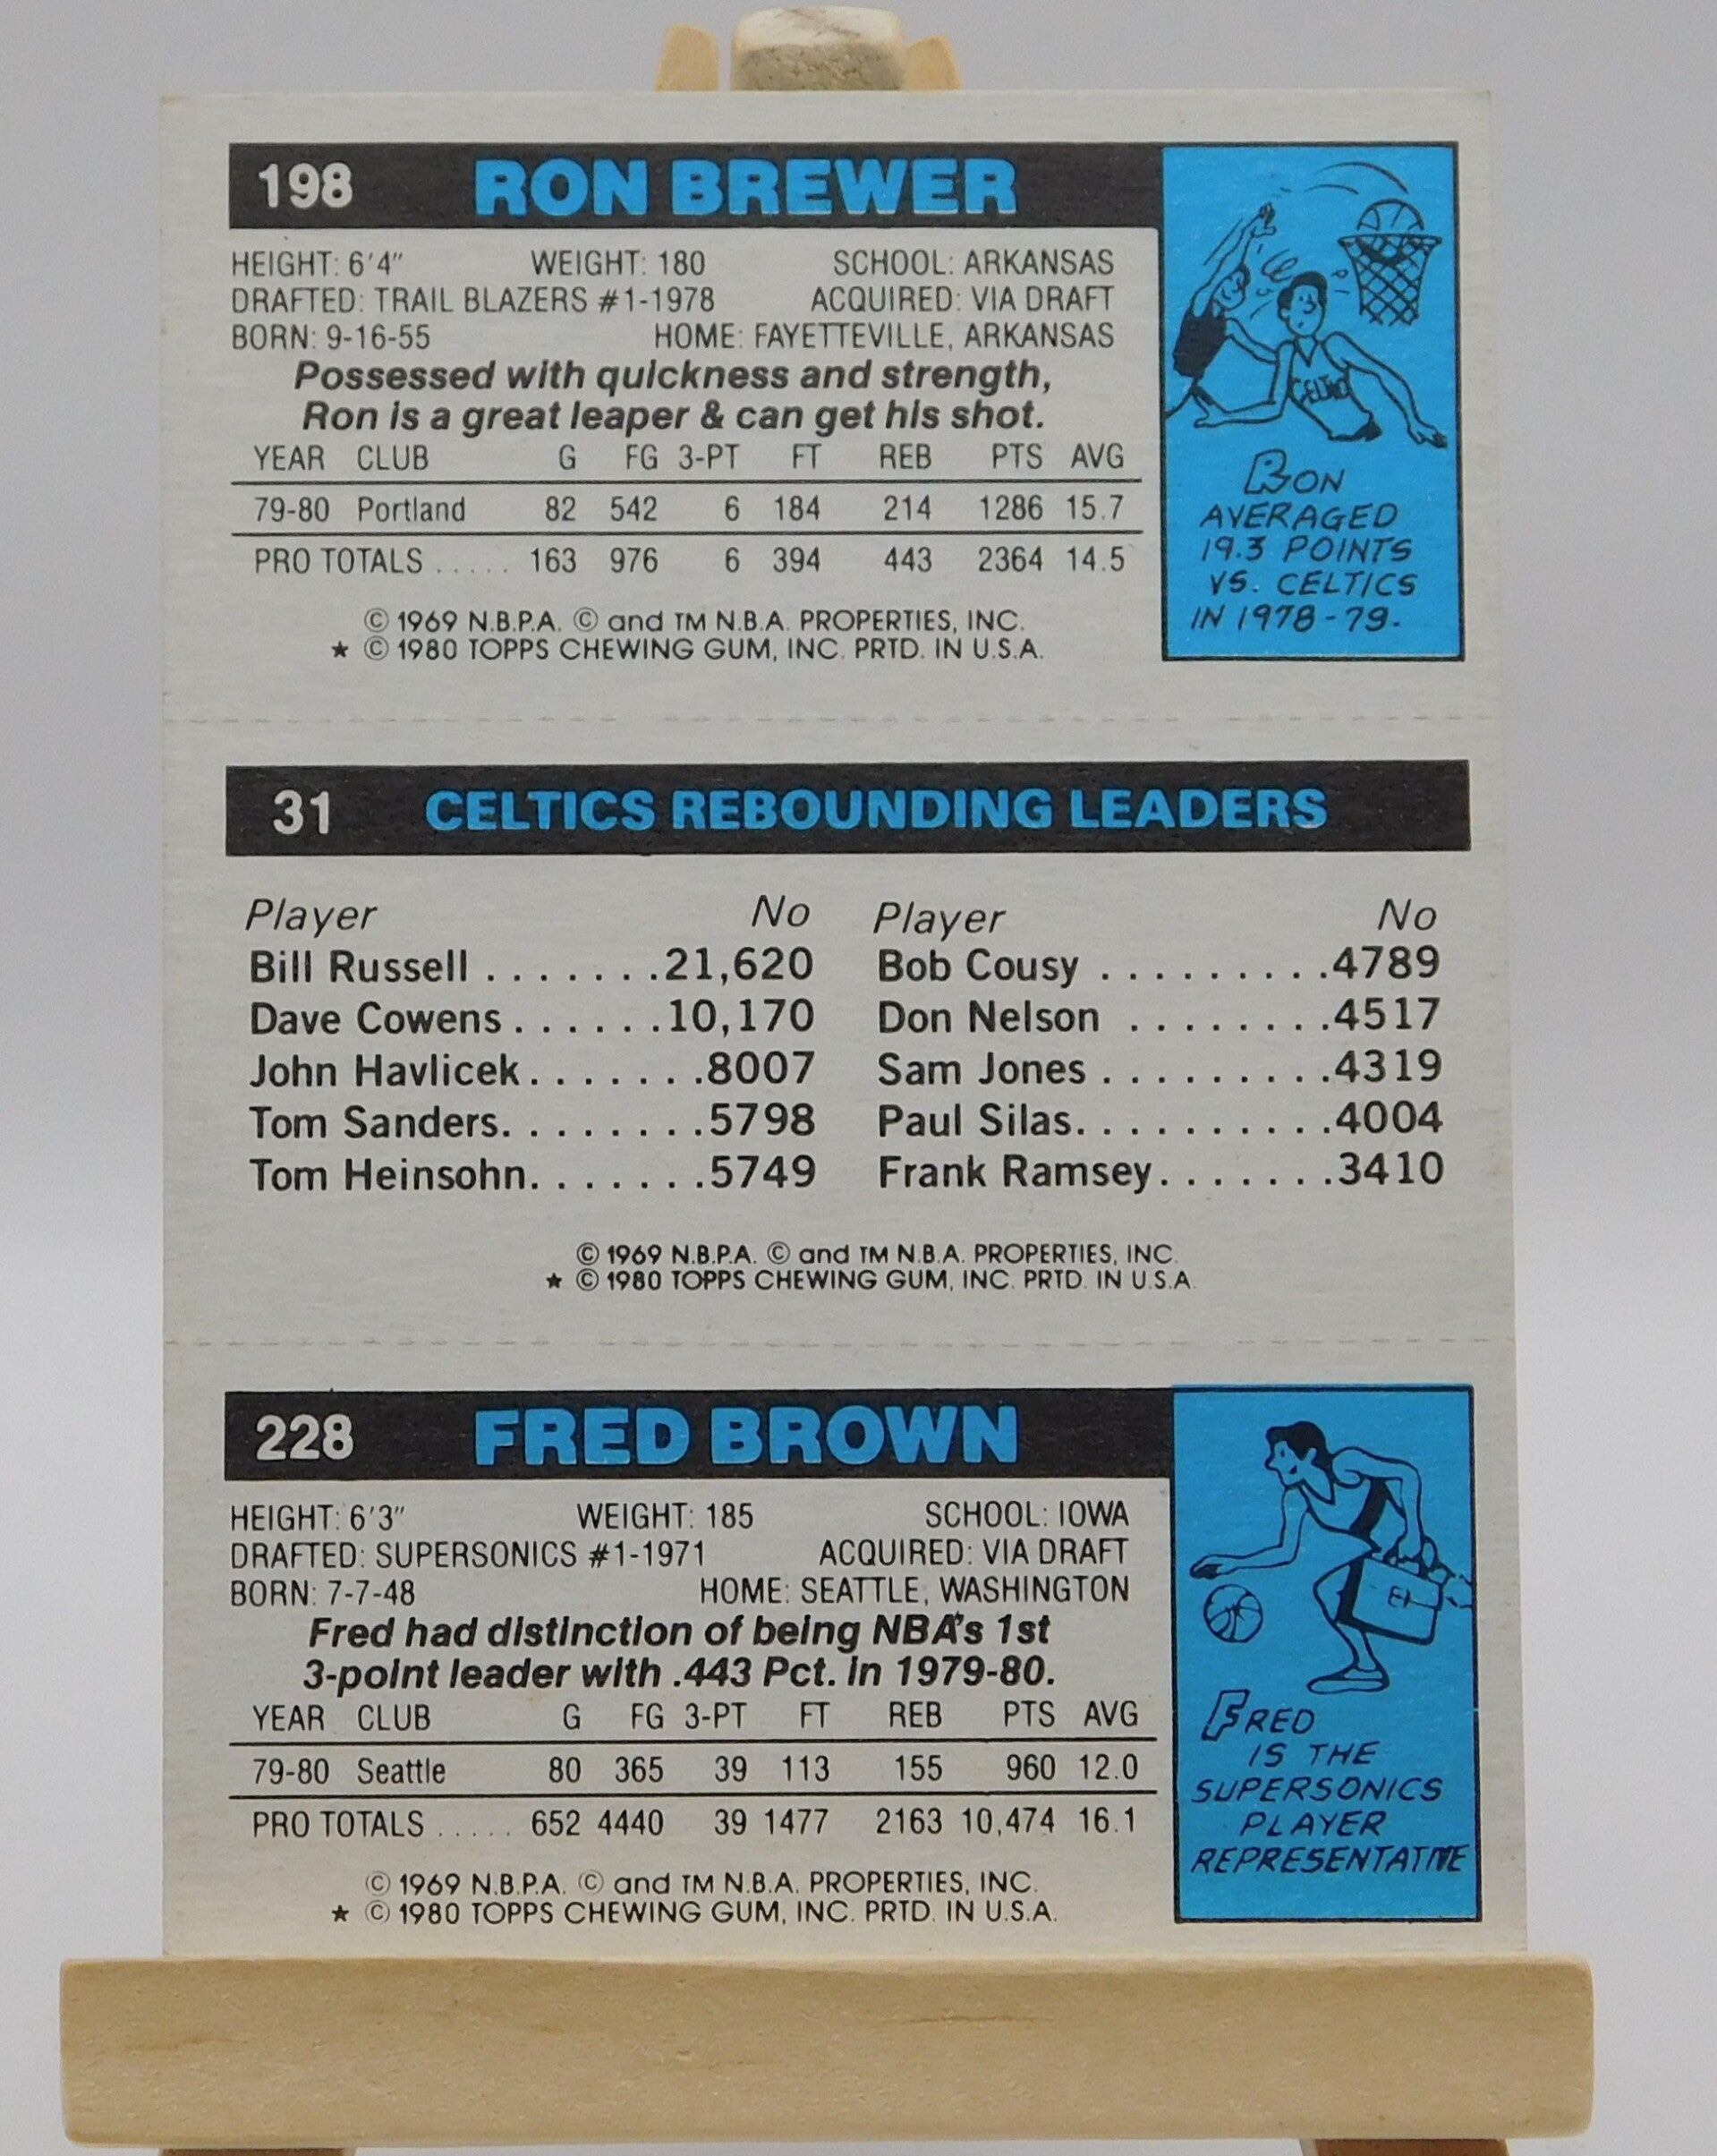 198 RON BREWER
HEIGHT: 6'4" WEIGHT: 180 SCHOOL: ARKANSAS
DRAFTED: TRAIL BLAZERS #1-1978 ACQUIRED: VIA DRAFT
BORN: 9-16-55 HOME: FAYETTEVILLE, ARKANSAS
Possessed with quickness and strength,
Ron is a great leaper & can get his shot.
YEAR CLUB G FG 3-PT FT REB PTS AVG
79-80 Portland 82 542 6 184 214 1286 15.7
PRO TOTALS ..... 163 976 6 394 443 2364 14.5
© 1969 N.B.P.A. © and TM N.B.A. PROPERTIES, INC.
★ © 1980 TOPPS CHEWING GUM, INC. PRTD. IN U.S.A.
CELTICS
RON
AVERAGED
19.3 POINTS
VS. CELTICS
IN 1978-79.
31 CELTICS REBOUNDING LEADERS
Player No Player No
Bill Russell .......21,620 Bob Cousy .........4789
Dave Cowens ......10,170 Don Nelson ........4517
John Havlicek.......8007 Sam Jones .........4319
Tom Sanders........5798 Paul Silas..........4004
Tom Heinsohn.......5749 Frank Ramsey.......3410
© 1969 N.B.P.A. © and TM N.B.A. PROPERTIES, INC.
★ © 1980 TOPPS CHEWING GUM, INC. PRTD. IN U.S.A.
228 FRED BROWN
HEIGHT: 6'3" WEIGHT: 185 SCHOOL: IOWA
DRAFTED: SUPERSONICS #1-1971 ACQUIRED: VIA DRAFT
BORN: 7-7-48 HOME: SEATTLE, WASHINGTON
Fred had distinction of being NBA's 1st
3-point leader with .443 Pct. in 1979-80.
YEAR CLUB G FG 3-PT FT REB PTS AVG
79-80 Seattle 80 365 39 113 155 960 12.0
PRO TOTALS ..... 652 4440 39 1477 2163 10,474 16.1
© 1969 N.B.P.A. © and TM N.B.A. PROPERTIES, INC.
★ © 1980 TOPPS CHEWING GUM, INC. PRTD. IN U.S.A.
FRED
IS THE
SUPERSONICS
PLAYER
REPRESENTATIVE